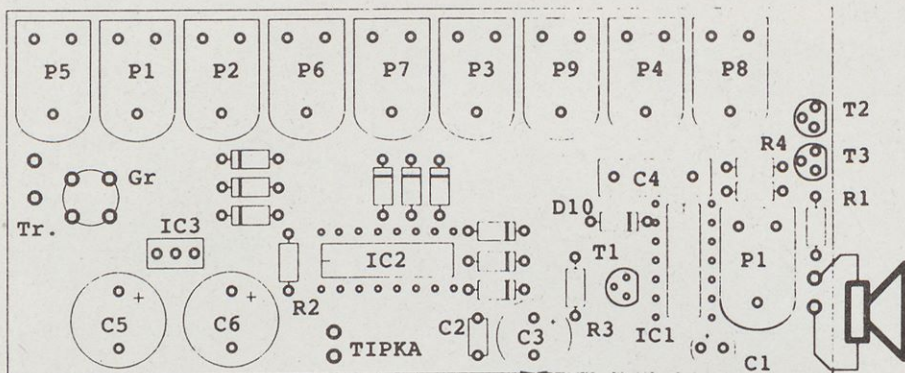 P5 P1 P2 P6 P7 P3 P9 P4 P8
T2
R4
T3
Gr
C4
R1
Tr.
D10
IC3
T1
IC2
P1
R2
C5
+
C6
+
C2
C3
R3
IC1
TIPKA
C1